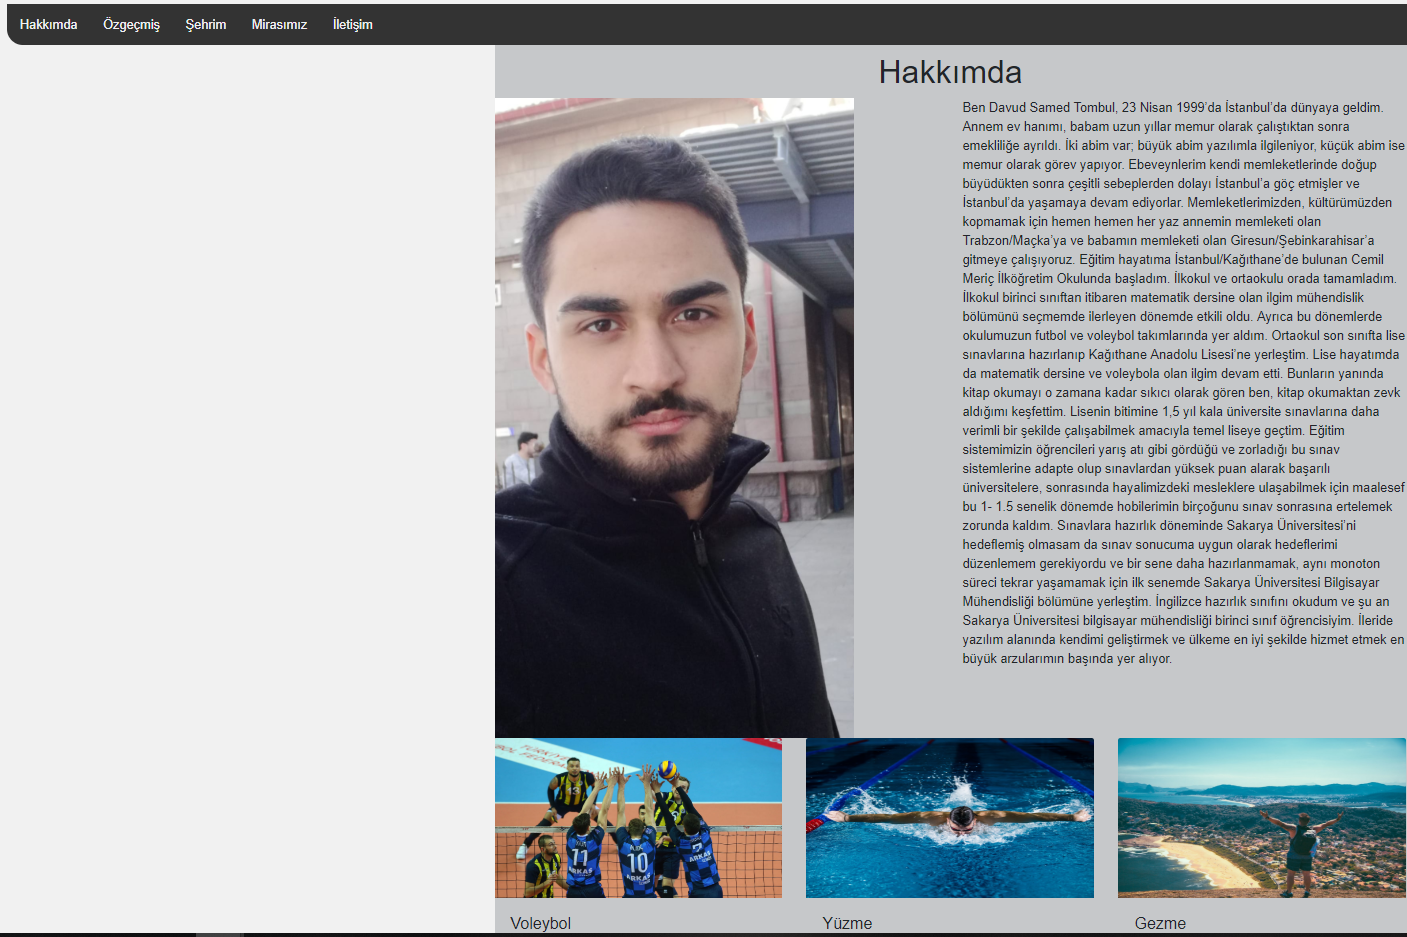 Hakkımda Özgeçmiş Şehrim Mirasımız İletişim
Hakkımda
Ben Davud Samed Tombul, 23 Nisan 1999’da İstanbul’da dünyaya geldim.
Annem ev hanımı, babam uzun yıllar memur olarak çalıştıktan sonra
emekliliğe ayrıldı. İki abim var; büyük abim yazılımla ilgileniyor, küçük abim ise
memur olarak görev yapıyor. Ebeveynlerim kendi memleketlerinde doğup
büyüdükten sonra çeşitli sebeplerden dolayı İstanbul’a göç etmişler ve
İstanbul’da yaşamaya devam ediyorlar. Memleketlerimizden, kültürümüzden
kopmamak için hemen hemen her yaz annemin memleketi olan
Trabzon/Maçka’ya ve babamın memleketi olan Giresun/Şebinkarahisar’a
gitmeye çalışıyoruz. Eğitim hayatıma İstanbul/Kağıthane’de bulunan Cemil
Meriç İlköğretim Okulunda başladım. İlkokul ve ortaokulu orada tamamladım.
İlkokul birinci sınıftan itibaren matematik dersine olan ilgim mühendislik
bölümünü seçmemde ilerleyen dönemde etkili oldu. Ayrıca bu dönemlerde
okulumuzun futbol ve voleybol takımlarında yer aldım. Ortaokul son sınıfta lise
sınavlarına hazırlanıp Kağıthane Anadolu Lisesi’ne yerleştim. Lise hayatımda
da matematik dersine ve voleybola olan ilgim devam etti. Bunların yanında
kitap okumayı o zamana kadar sıkıcı olarak gören ben, kitap okumaktan zevk
aldığımı keşfettim. Lisenin bitimine 1,5 yıl kala üniversite sınavlarına daha
verimli bir şekilde çalışabilmek amacıyla temel liseye geçtim. Eğitim
sistemimizin öğrencileri yarış atı gibi gördüğü ve zorladığı bu sınav
sistemlerine adapte olup sınavlardan yüksek puan alarak başarılı
üniversitelere, sonrasında hayalimizdeki mesleklere ulaşabilmek için maalesef
bu 1- 1.5 senelik dönemde hobilerimin birçoğunu sınav sonrasına ertelemek
zorunda kaldım. Sınavlara hazırlık döneminde Sakarya Üniversitesi’ni
hedeflemiş olmasam da sınav sonucuma uygun olarak hedeflerimi
düzenlemem gerekiyordu ve bir sene daha hazırlanmamak, aynı monoton
süreci tekrar yaşamamak için ilk senemde Sakarya Üniversitesi Bilgisayar
Mühendisliği bölümüne yerleştim. İngilizce hazırlık sınıfını okudum ve şu an
Sakarya Üniversitesi bilgisayar mühendisliği birinci sınıf öğrencisiyim. İleride
yazılım alanında kendimi geliştirmek ve ülkeme en iyi şekilde hizmet etmek en
büyük arzularımın başında yer alıyor.
TÜRKİYE
BOL FEDERAS
11
ARKAS
10
ARKAS
7
ARKAS
Voleybol
Yüzme
Gezme